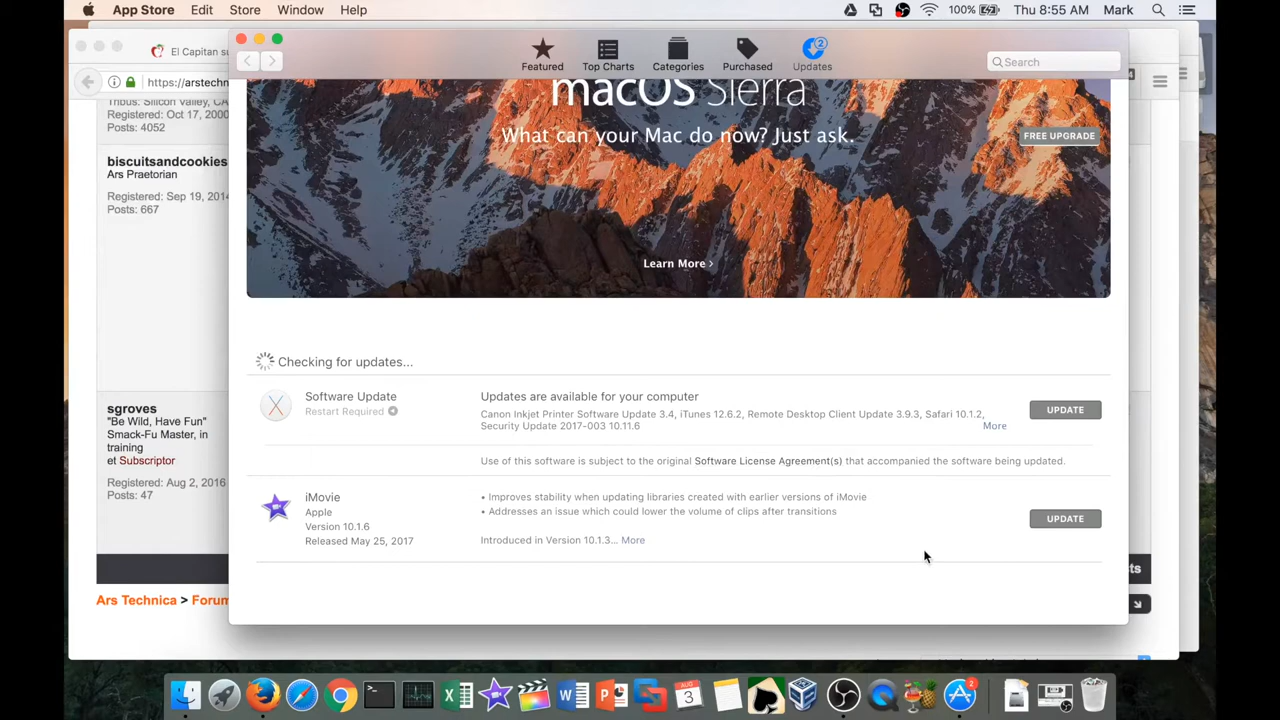 App Store Edit Store Window Help 100% Thu 8:55 AM Mark
El Capitan su
https://arstechn
Featured Top Charts Categories Purchased Updates
2
Search
Tribus: Silicon Valley, CA
Registered: Oct 17, 2000
Posts: 4052
biscuitsandcookies
Ars Praetorian
Registered: Sep 19, 2014
Posts: 667
sgroves
"Be Wild, Have Fun"
Smack-Fu Master, in
training
et Subscriptor
Registered: Aug 2, 2016
Posts: 47
Ars Technica > Forum
ts
macOS Sierra
What can your Mac do now? Just ask.
FREE UPGRADE
Learn More >
Checking for updates...
Software Update
Restart Required
Updates are available for your computer
Canon Inkjet Printer Software Update 3.4, iTunes 12.6.2, Remote Desktop Client Update 3.9.3, Safari 10.1.2,
Security Update 2017-003 10.11.6
More
UPDATE
Use of this software is subject to the original Software License Agreement(s) that accompanied the software being updated.
iMovie
Apple
Version 10.1.6
Released May 25, 2017
• Improves stability when updating libraries created with earlier versions of iMovie
• Addresses an issue which could lower the volume of clips after transitions
Introduced in Version 10.1.3... More
UPDATE
AUG
3
2